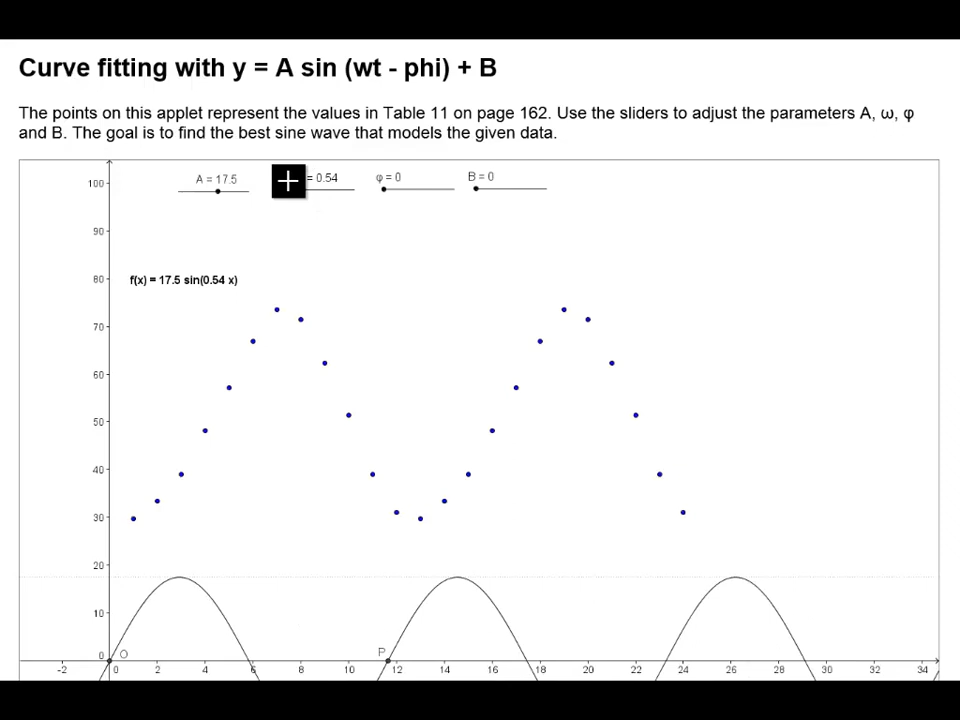 Curve fitting with y = A sin (wt - phi) + B
The points on this applet represent the values in Table 11 on page 162. Use the sliders to adjust the parameters A, ω, φ
and B. The goal is to find the best sine wave that models the given data.
A = 17.5
= 0.54
φ = 0
B = 0
100
90
80
f(x) = 17.5 sin(0.54 x)
70
60
50
40
30
20
10
0
O
P
-2 0 2 4 6 8 10 12 14 16 18 20 22 24 26 28 30 32 34